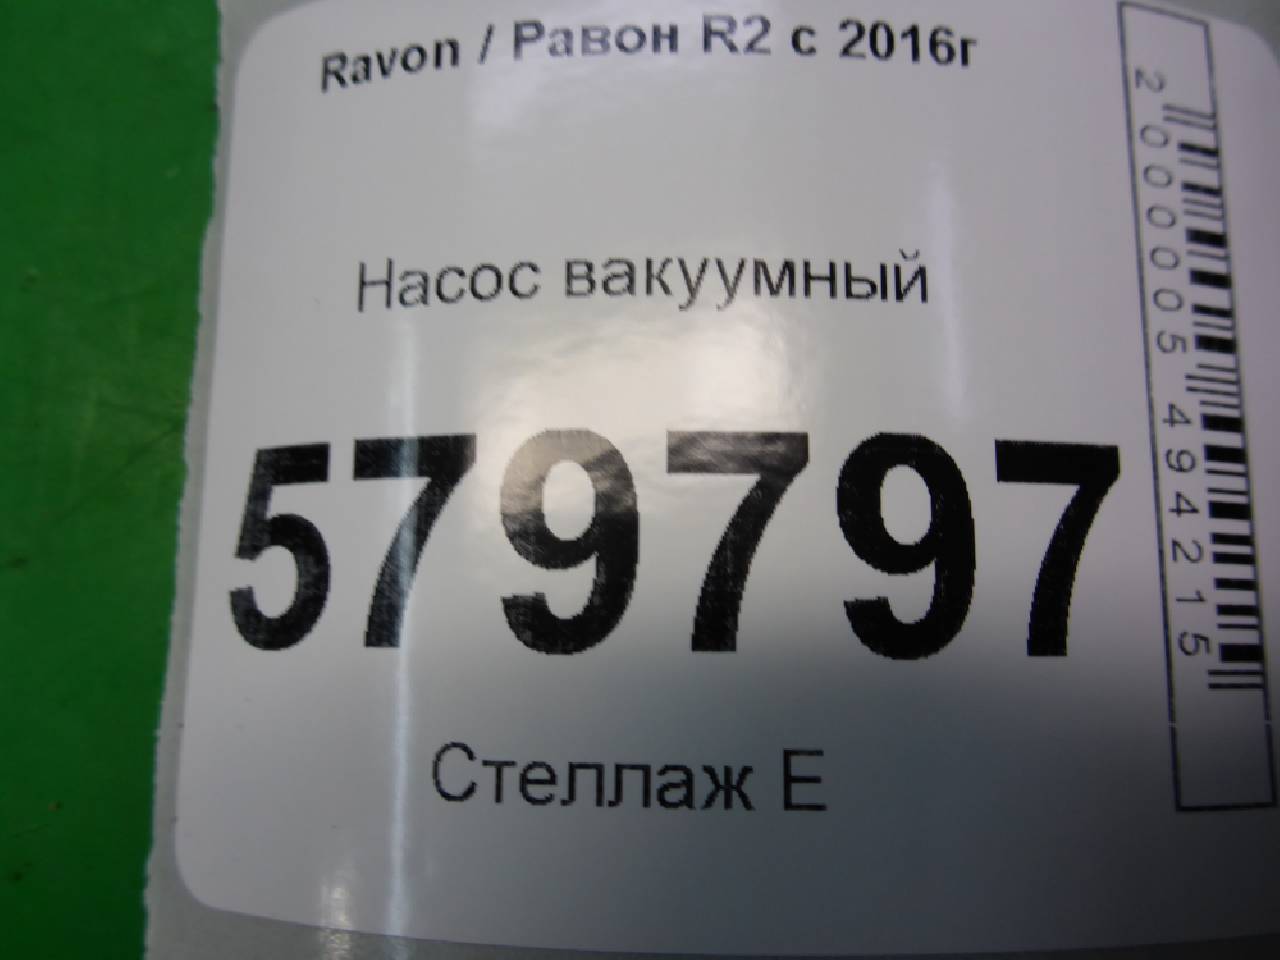 Ravon / Равон R2 с 2016г
Насос вакуумный
579797
Стеллаж Е
2000005494215